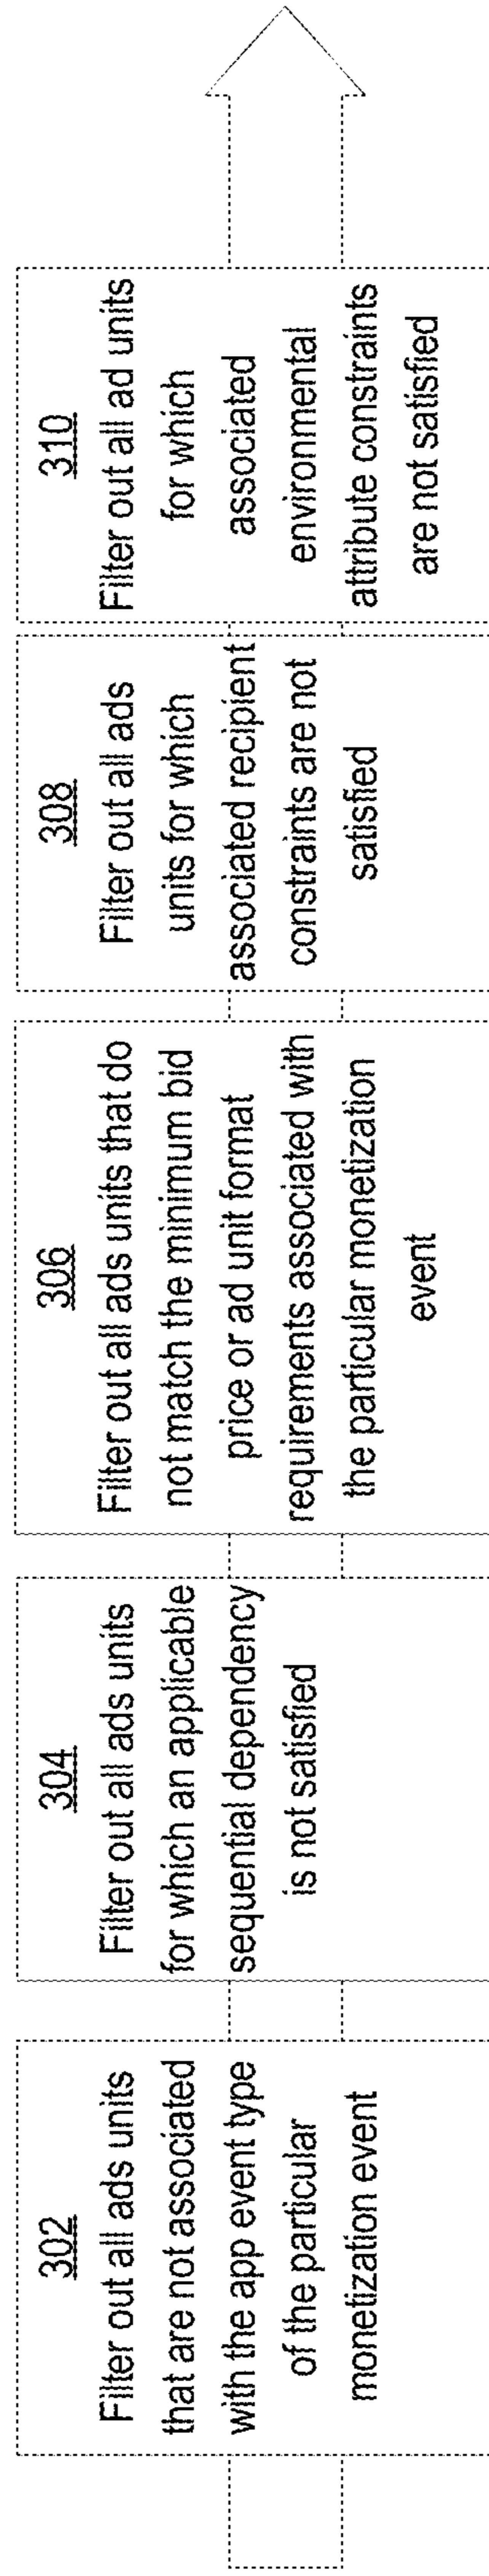 302
Filter out all ads units
that are not associated
with the app event type
of the particular
monetization event
304
Filter out all ads units
for which an applicable
sequential dependency
is not satisfied
306
Filter out all ads units that do
not match the minimum bid
price or ad unit format
requirements associated with
the particular monetization
event
308
Filter out all ads
units for which
associated recipient
constraints are not
satisfied
310
Filter out all ad units
for which
associated
environmental
attribute constraints
are not satisfied